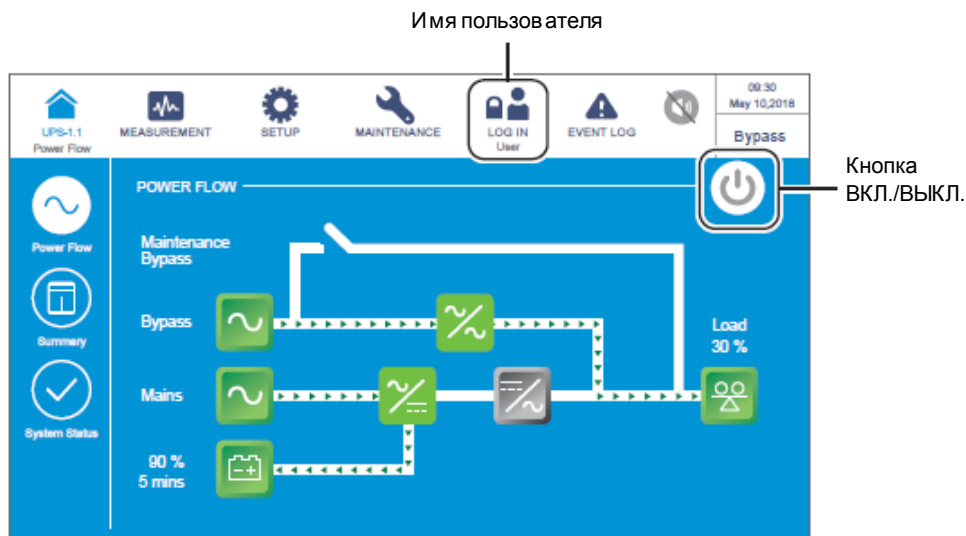 Имя пользователя
09:30
May 10,2018
UPS-1.1
Power Flow
MEASUREMENT
SETUP
MAINTENANCE
LOG IN
User
EVENT LOG
Bypass
Кнопка
ВКЛ./ВЫКЛ.
POWER FLOW
Power Flow
Maintenance
Bypass
Summary
Bypass
Load
30 %
System Status
Mains
90 %
5 mins